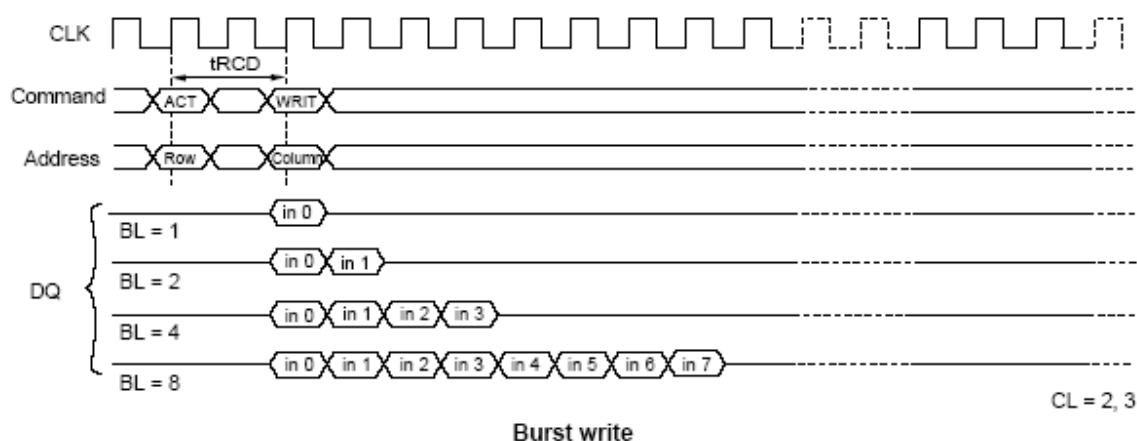 CLK
tRCD
Command ACT WRIT
Address Row Column
in 0
BL = 1
in 0 in 1
BL = 2
DQ
in 0 in 1 in 2 in 3
BL = 4
in 0 in 1 in 2 in 3 in 4 in 5 in 6 in 7
BL = 8
CL = 2, 3
Burst write